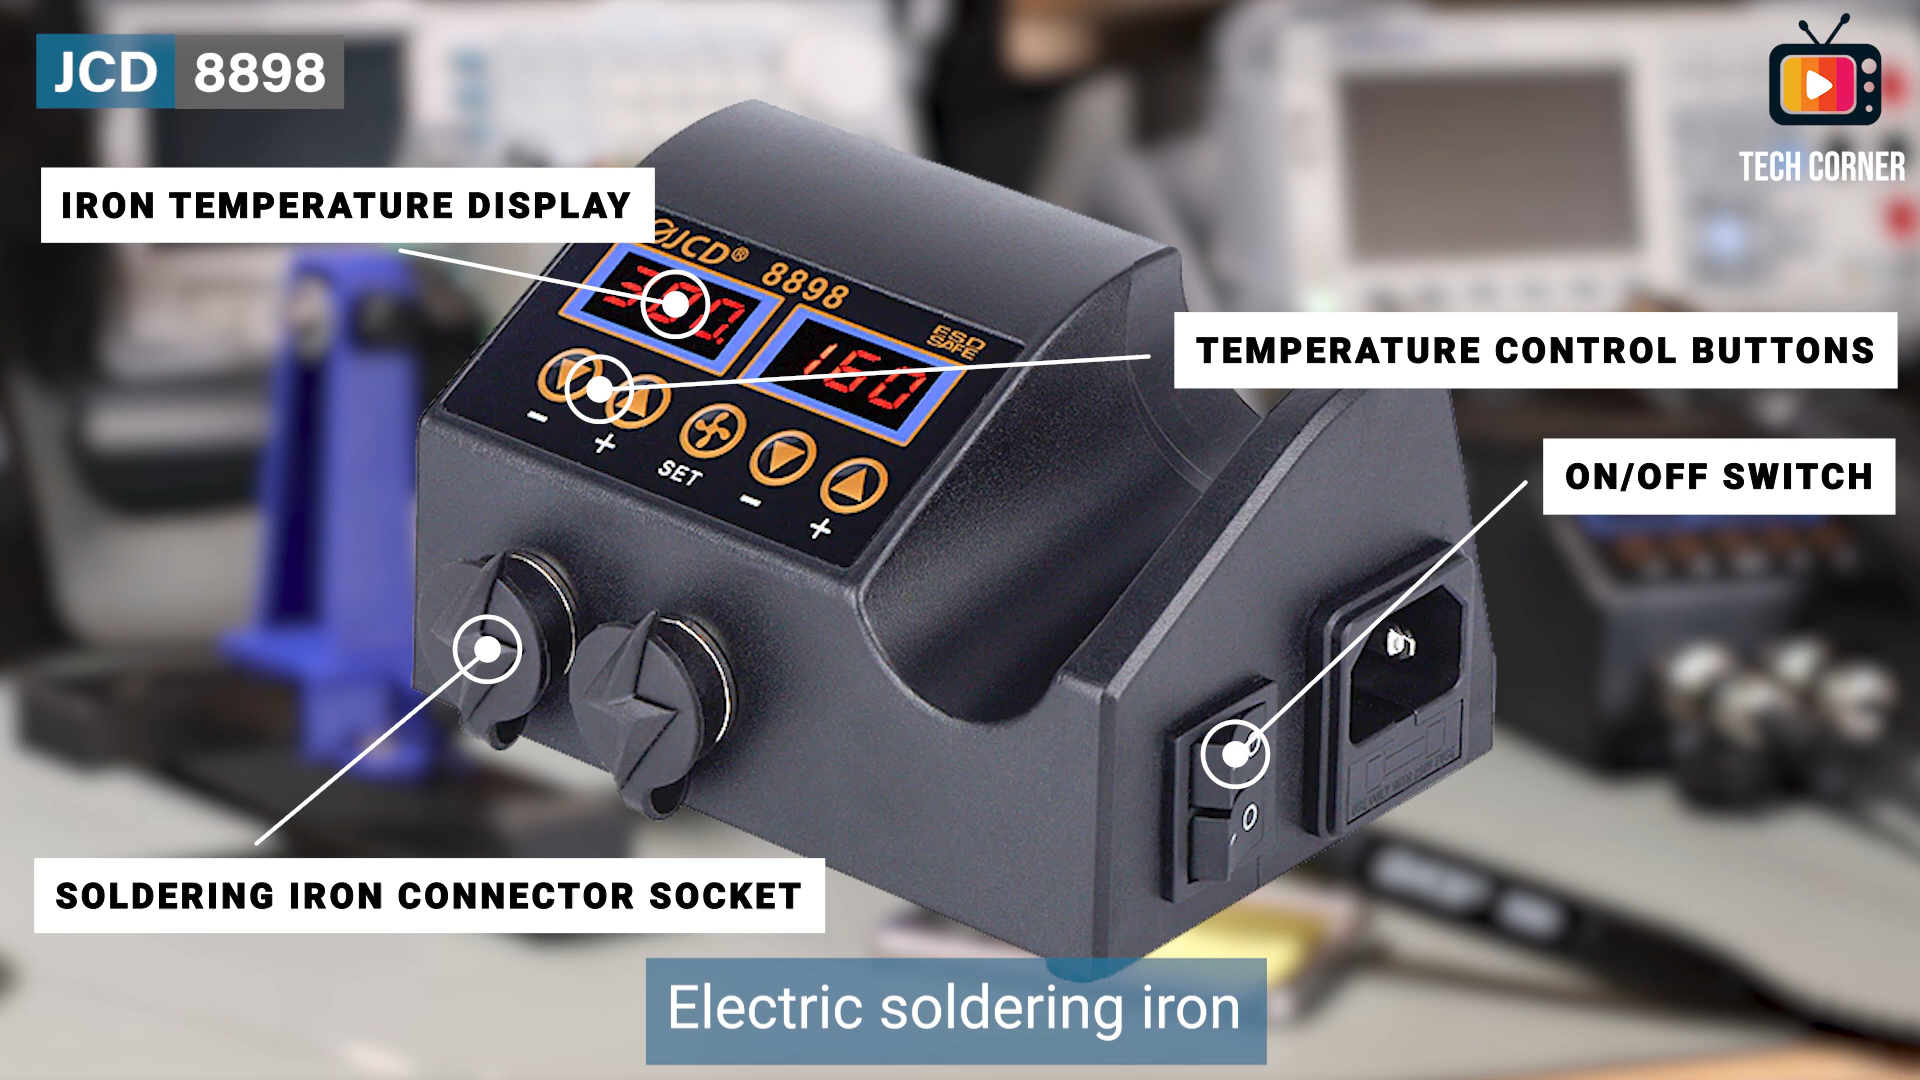 JCD 8898
TECH CORNER
IRON TEMPERATURE DISPLAY
JCD® 8898
ESD
SAFE
300.
160
TEMPERATURE CONTROL BUTTONS
- + SET - +
ON/OFF SWITCH
SOLDERING IRON CONNECTOR SOCKET
Electric soldering iron